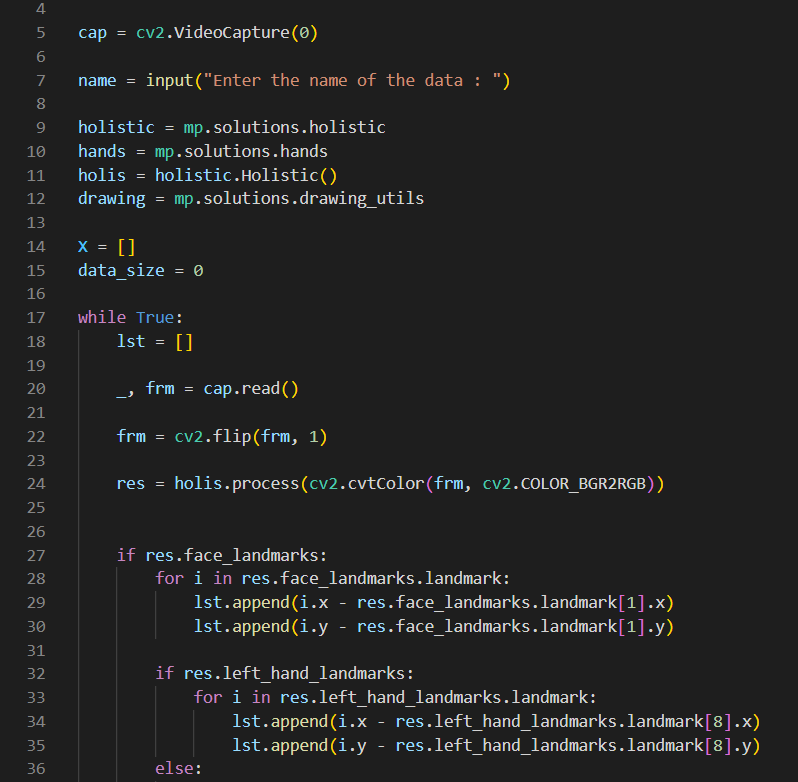 4
5 cap = cv2.VideoCapture(0)
6
7 name = input("Enter the name of the data : ")
8
9 holistic = mp.solutions.holistic
10 hands = mp.solutions.hands
11 holis = holistic.Holistic()
12 drawing = mp.solutions.drawing_utils
13
14 X = []
15 data_size = 0
16
17 while True:
18     lst = []
19
20     _, frm = cap.read()
21
22     frm = cv2.flip(frm, 1)
23
24     res = holis.process(cv2.cvtColor(frm, cv2.COLOR_BGR2RGB))
25
26
27     if res.face_landmarks:
28         for i in res.face_landmarks.landmark:
29             lst.append(i.x - res.face_landmarks.landmark[1].x)
30             lst.append(i.y - res.face_landmarks.landmark[1].y)
31
32         if res.left_hand_landmarks:
33             for i in res.left_hand_landmarks.landmark:
34                 lst.append(i.x - res.left_hand_landmarks.landmark[8].x)
35                 lst.append(i.y - res.left_hand_landmarks.landmark[8].y)
36         else: